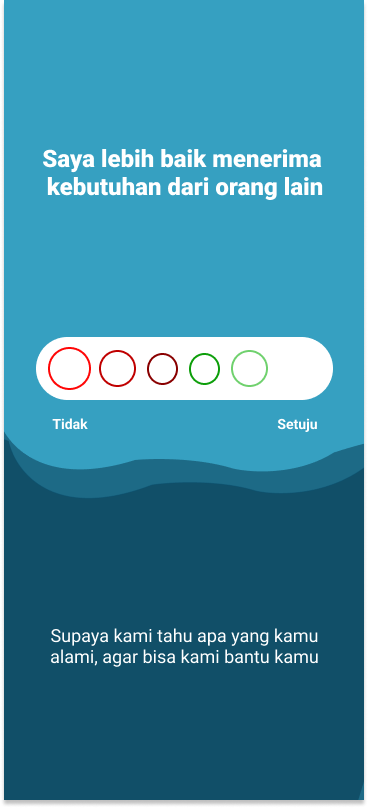 Saya lebih baik menerima
kebutuhan dari orang lain
Tidak
Setuju
Supaya kami tahu apa yang kamu
alami, agar bisa kami bantu kamu